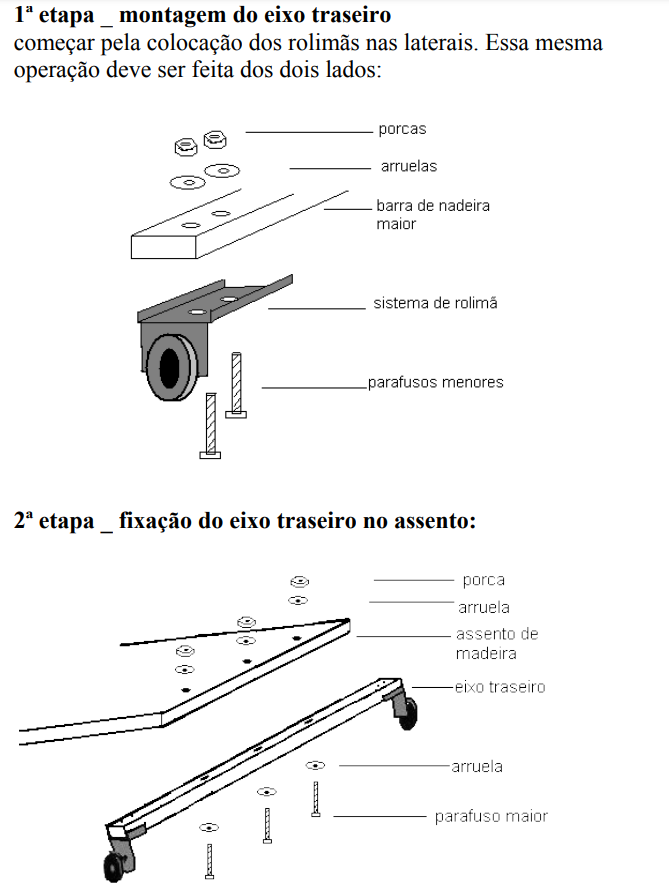 1ª etapa _ montagem do eixo traseiro
começar pela colocação dos rolimãs nas laterais. Essa mesma
operação deve ser feita dos dois lados:
porcas
arruelas
barra de nadeira
maior
sistema de rolimã
parafusos menores
2ª etapa _ fixação do eixo traseiro no assento:
porca
arruela
assento de
madeira
eixo traseiro
arruela
parafuso maior